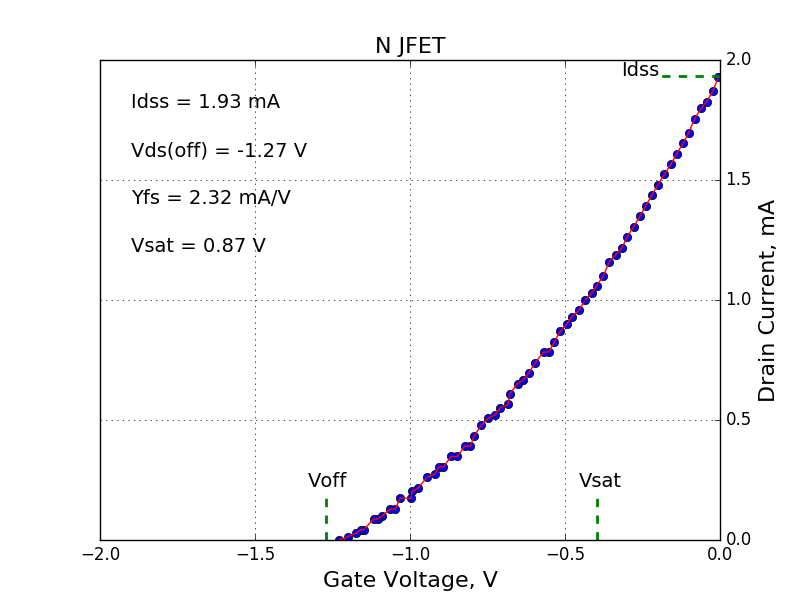 N JFET
Idss
2.0
Idss = 1.93 mA
Vds(off) = -1.27 V
1.5
Yfs = 2.32 mA/V
Vsat = 0.87 V
1.0
Drain Current, mA
0.5
Voff
Vsat
0.0
−2.0 −1.5 −1.0 −0.5 0.0
Gate Voltage, V